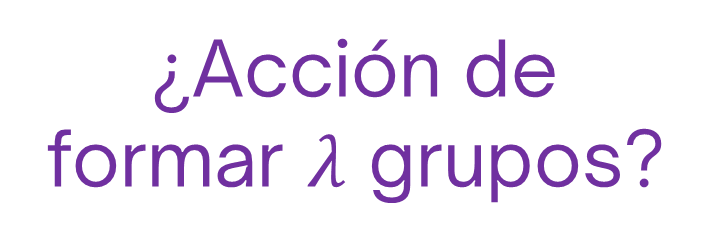 ¿Acción de
formar λ grupos?